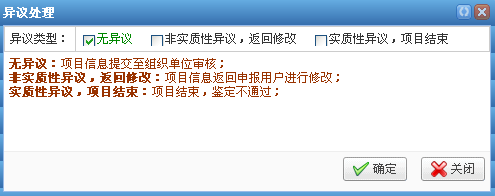 异议处理
异议类型： 无异议 非实质性异议，返回修改 实质性异议，项目结束
无异议：项目信息提交至组织单位审核；
非实质性异议，返回修改：项目信息返回申报用户进行修改；
实质性异议，项目结束：项目结束，鉴定不通过；
确定 关闭